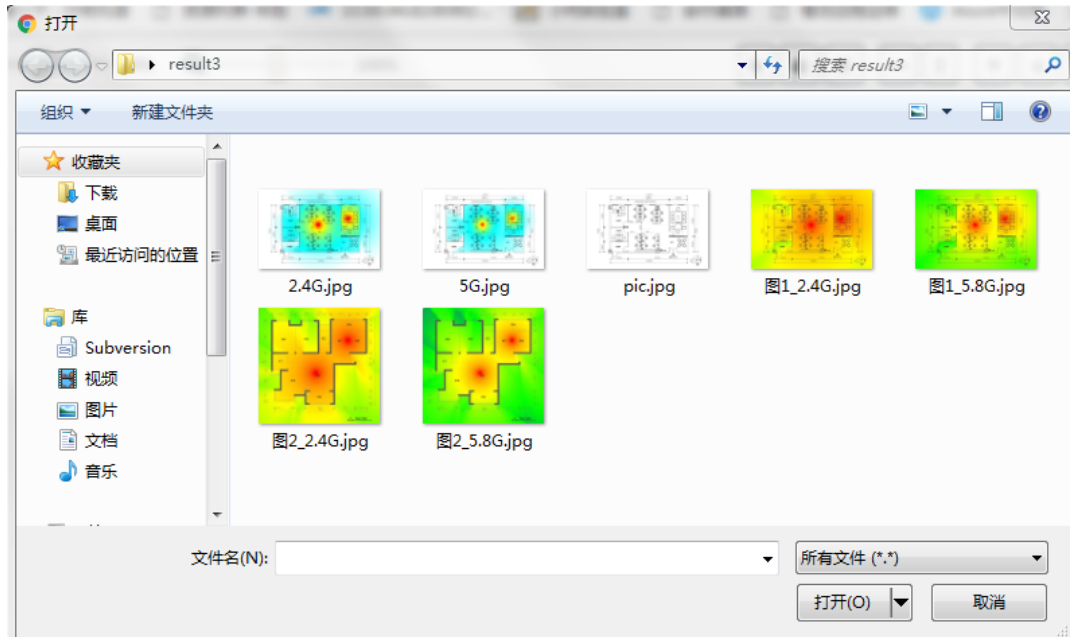 打开
result3
搜索 result3
组织
新建文件夹
收藏夹
下载
桌面
最近访问的位置
库
Subversion
视频
图片
文档
音乐
2.4G.jpg
5G.jpg
pic.jpg
图1_2.4G.jpg
图1_5.8G.jpg
图2_2.4G.jpg
图2_5.8G.jpg
文件名(N):
所有文件 (*.*)
打开(O)
取消